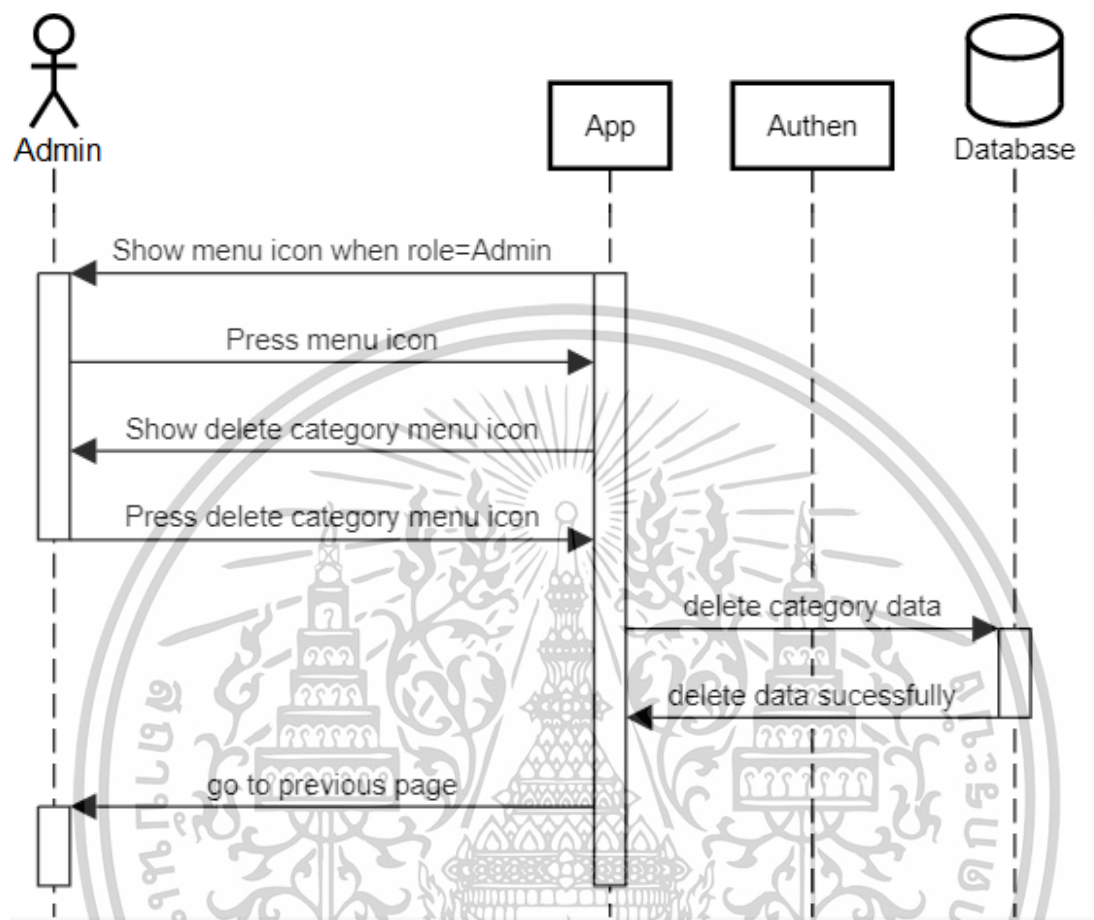 Admin
App
Authen
Database
Show menu icon when role=Admin
Press menu icon
Show delete category menu icon
Press delete category menu icon
delete category data
delete data sucessfully
go to previous page